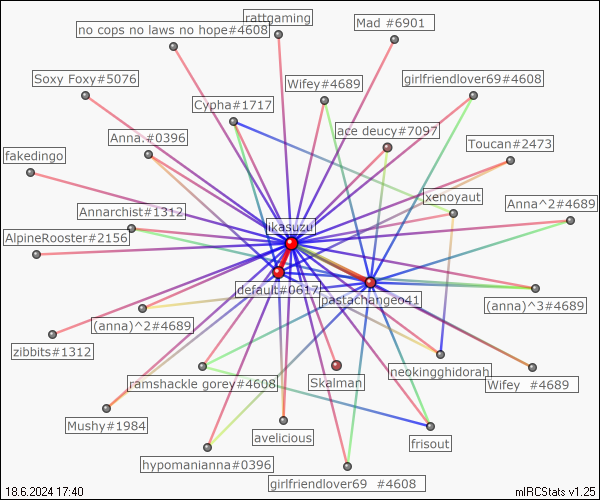 rattgaming
Mad #6901
no cops no laws no hope#4608
Soxy Foxy#5076
Wifey#4689
girlfriendlover69#4608
Cypha#1717
ace deucy#7097
Anna.#0396
Toucan#2473
fakedingo
xenoyaut
Anna^2#4689
Annarchist#1312
likasuzu
AlpineRooster#2156
default#0617
pastachangeo41
(anna)^3#4689
(anna)^2#4689
zibbits#1312
neokingghidorah
ramshackle gorey#4608
Skalman
Wifey #4689
Mushy#1984
avelicious
frisout
hypomanianna#0396
girlfriendlover69 #4608
18.6.2024 17:40
mIRCStats v1.25